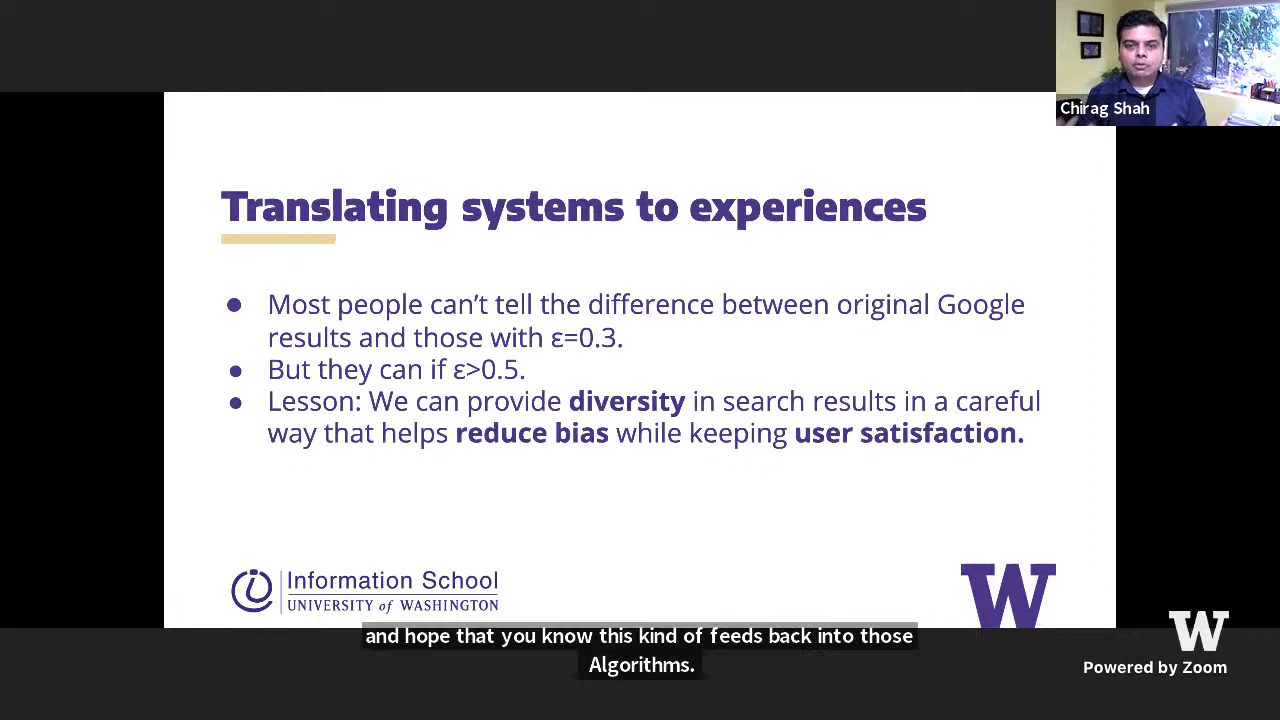 Chirag Shah
Translating systems to experiences
● Most people can’t tell the difference between original Google
results and those with ε=0.3.
● But they can if ε>0.5.
● Lesson: We can provide diversity in search results in a careful
way that helps reduce bias while keeping user satisfaction.
i Information School
UNIVERSITY of WASHINGTON
W
and hope that you know this kind of feeds back into those
Algorithms.
W
Powered by Zoom